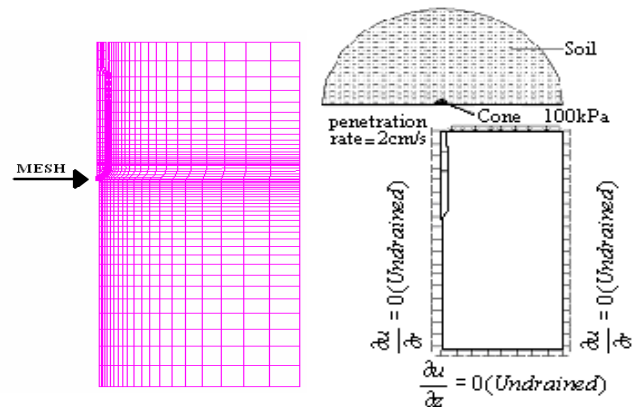 MESH
Soil
Cone
100kPa
penetration
rate=2cm/s
∂u/∂r = 0(Undrained)
∂u/∂r = 0(Undrained)
∂u/∂z = 0(Undrained)